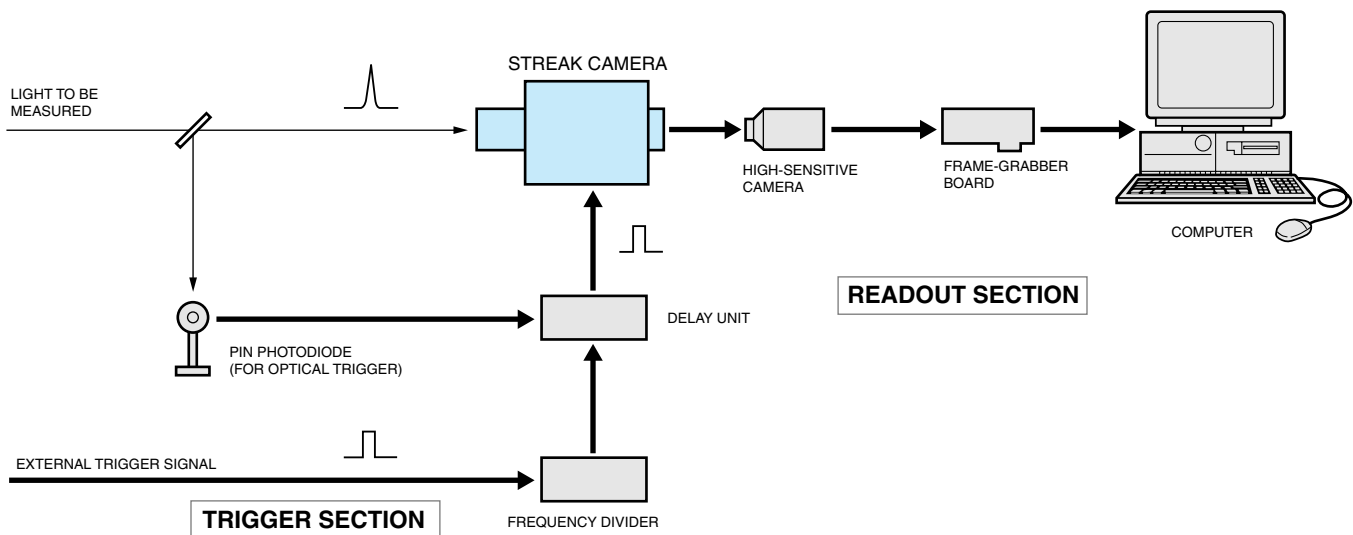 STREAK CAMERA
LIGHT TO BE
MEASURED
HIGH-SENSITIVE
CAMERA
FRAME-GRABBER
BOARD
COMPUTER
READOUT SECTION
DELAY UNIT
PIN PHOTODIODE
(FOR OPTICAL TRIGGER)
EXTERNAL TRIGGER SIGNAL
TRIGGER SECTION
FREQUENCY DIVIDER